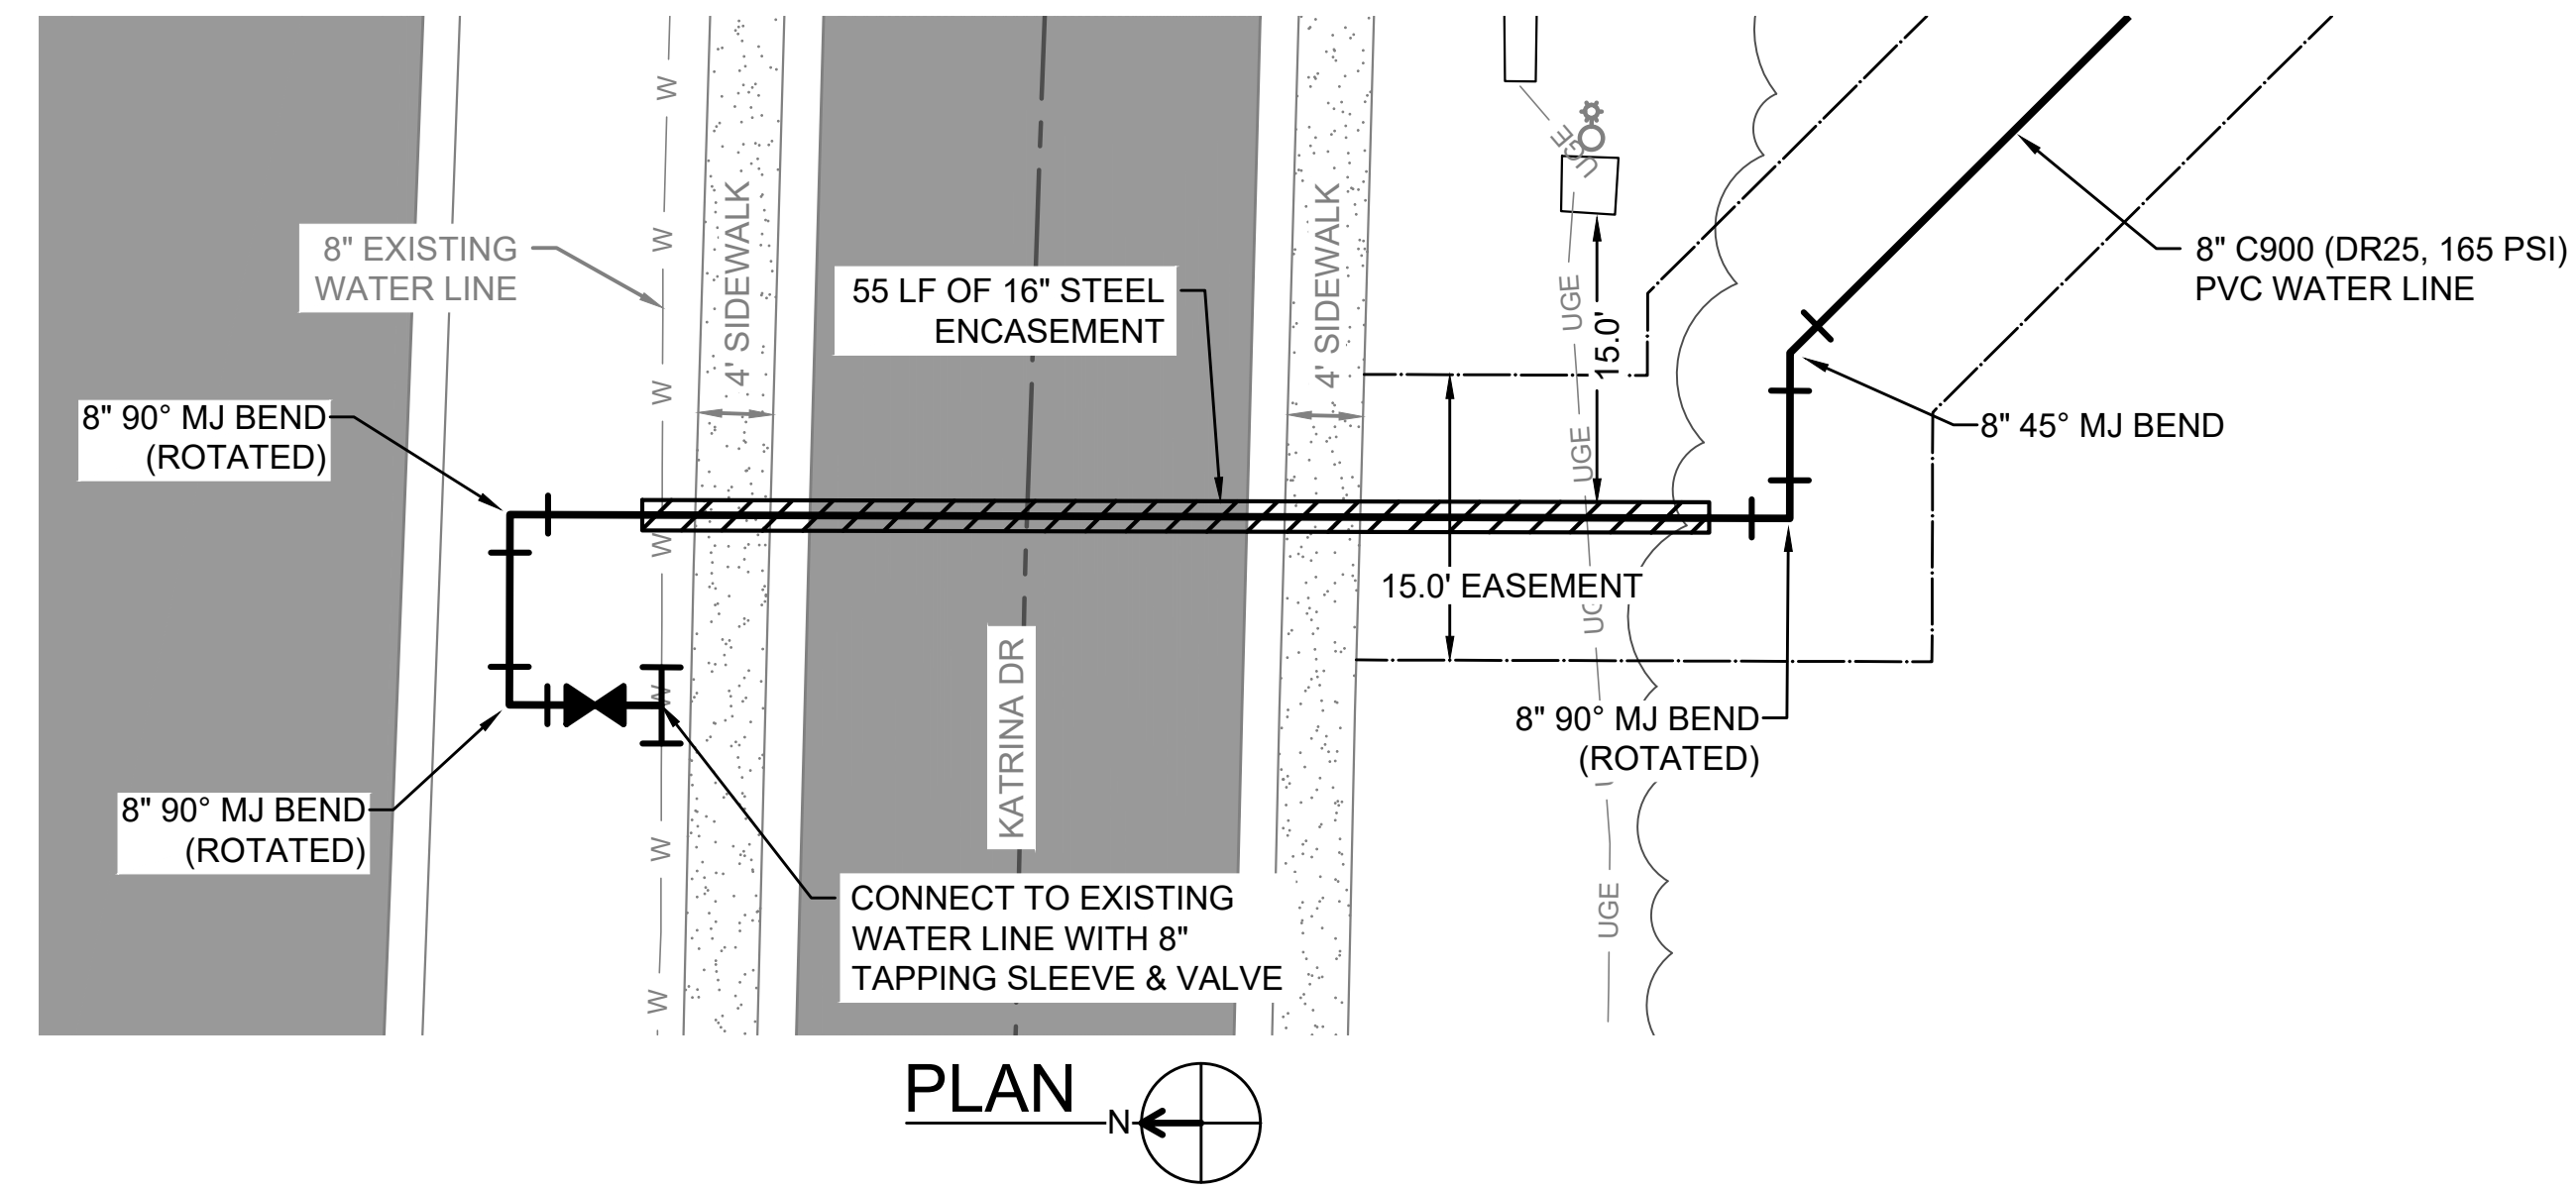 8" EXISTING
WATER LINE
4' SIDEWALK
55 LF OF 16" STEEL
ENCASEMENT
4' SIDEWALK
UGE
UGE
UGE
15.0'
8" C900 (DR25, 165 PSI)
PVC WATER LINE
8" 90° MJ BEND
(ROTATED)
8" 45° MJ BEND
UGE
15.0' EASEMENT
W
W
W
W
W
W
W
8" 90° MJ BEND
(ROTATED)
8" 90° MJ BEND
(ROTATED)
KATRINA DR
CONNECT TO EXISTING
WATER LINE WITH 8"
TAPPING SLEEVE & VALVE
UGE
PLAN
N